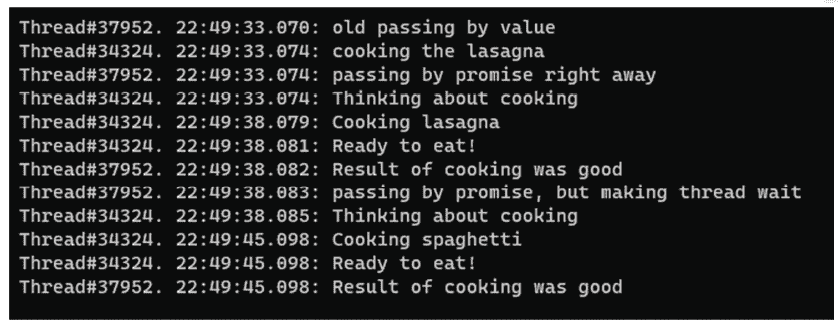 Thread#37952. 22:49:33.070: old passing by value
Thread#34324. 22:49:33.074: cooking the lasagna
Thread#37952. 22:49:33.074: passing by promise right away
Thread#34324. 22:49:33.074: Thinking about cooking
Thread#34324. 22:49:38.079: Cooking lasagna
Thread#34324. 22:49:38.081: Ready to eat!
Thread#37952. 22:49:38.082: Result of cooking was good
Thread#37952. 22:49:38.083: passing by promise, but making thread wait
Thread#34324. 22:49:38.085: Thinking about cooking
Thread#34324. 22:49:45.098: Cooking spaghetti
Thread#34324. 22:49:45.098: Ready to eat!
Thread#37952. 22:49:45.098: Result of cooking was good